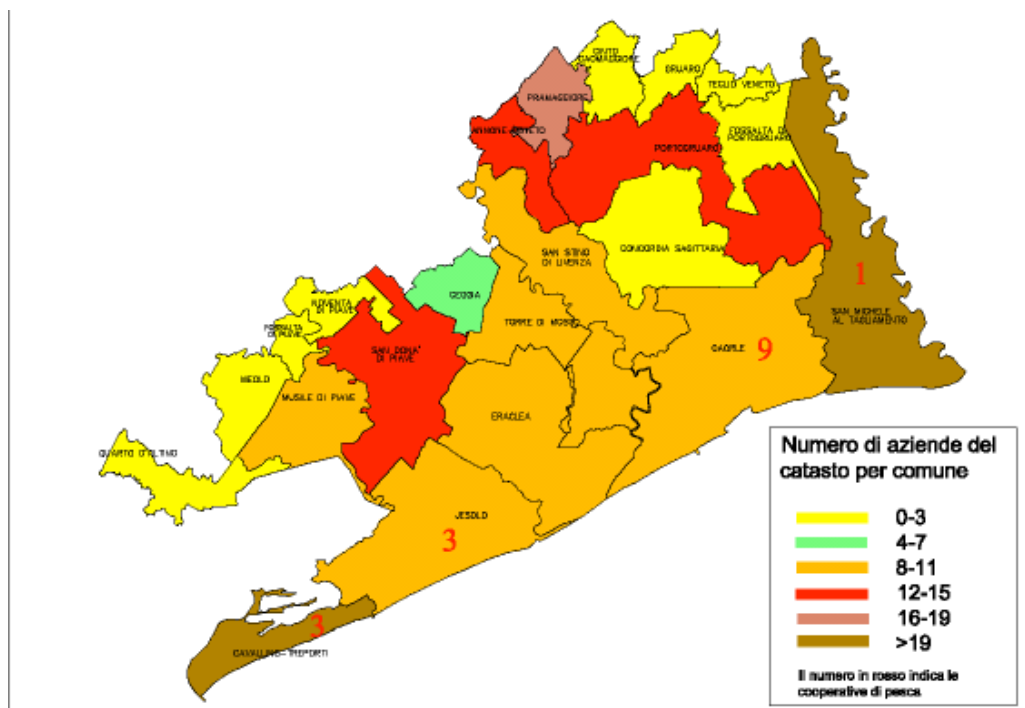 CINTO
CAOMAGGIORE
GRUARO
TEGLIO VENETO
PRAMAGGIORE
FOSSALTA DI
PORTOGRUARO
ANNONE VENETO
PORTOGRUARO
CONCORDIA SAGITTARIA
SAN STINO
DI LIVENZA
1
CEGGIA
NOVENTA
DI PIAVE
SAN MICHELE
AL TAGLIAMENTO
TORRE DI MOSTO
FOSSALTA
DI PIAVE
SAN DONA'
DI PIAVE
CAORLE
9
MEOLO
MUSILE DI PIAVE
ERACLEA
QUARTO D'ALTINO
JESOLO
3
3
CAVALLINO-TREPORTI
Numero di aziende del
catasto per comune
0-3
4-7
8-11
12-15
16-19
>19
Il numero in rosso indica le
cooperative di pesca